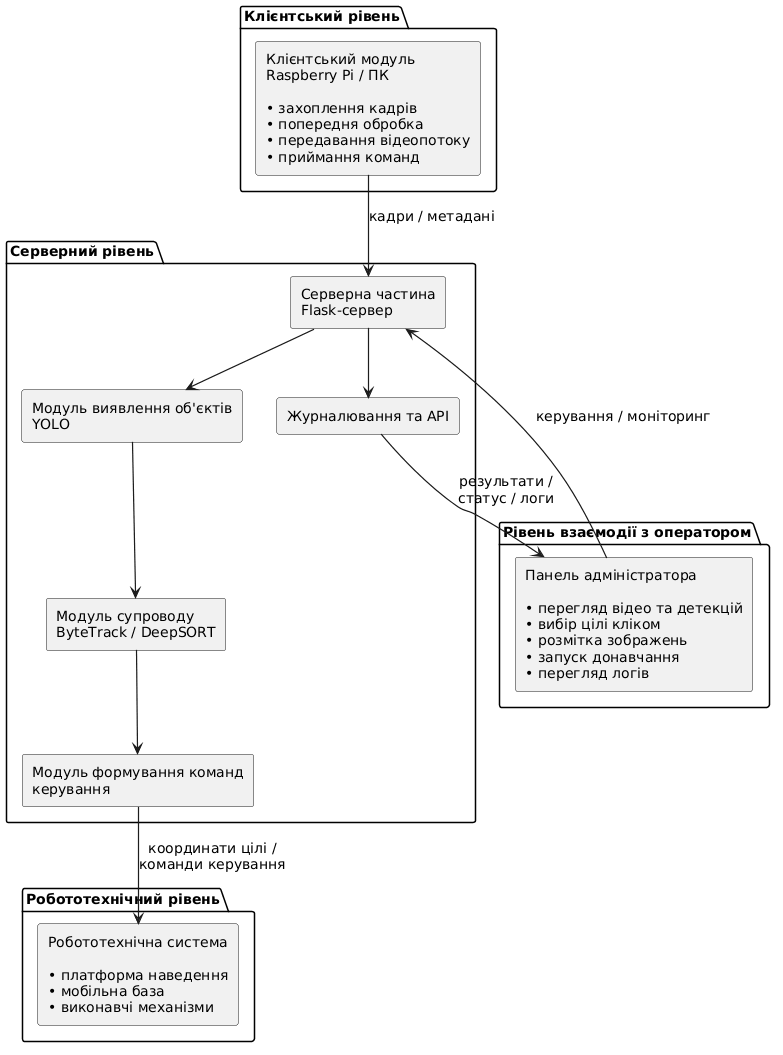 Клієнтський рівень
Клієнтський модуль
Raspberry Pi / ПК
• захоплення кадрів
• попередня обробка
• передавання відеопотоку
• приймання команд
кадри / метадані
Серверний рівень
Серверна частина
Flask-сервер
Модуль виявлення об'єктів
YOLO
Журналювання та API
керування / моніторинг
результати /
статус / логи
Рівень взаємодії з оператором
Панель адміністратора
• перегляд відео та детекцій
• вибір цілі кліком
• розмітка зображень
• запуск донавчання
• перегляд логів
Модуль супроводу
ByteTrack / DeepSORT
Модуль формування команд
керування
координати цілі /
команди керування
Робототехнічний рівень
Робототехнічна система
• платформа наведення
• мобільна база
• виконавчі механізми